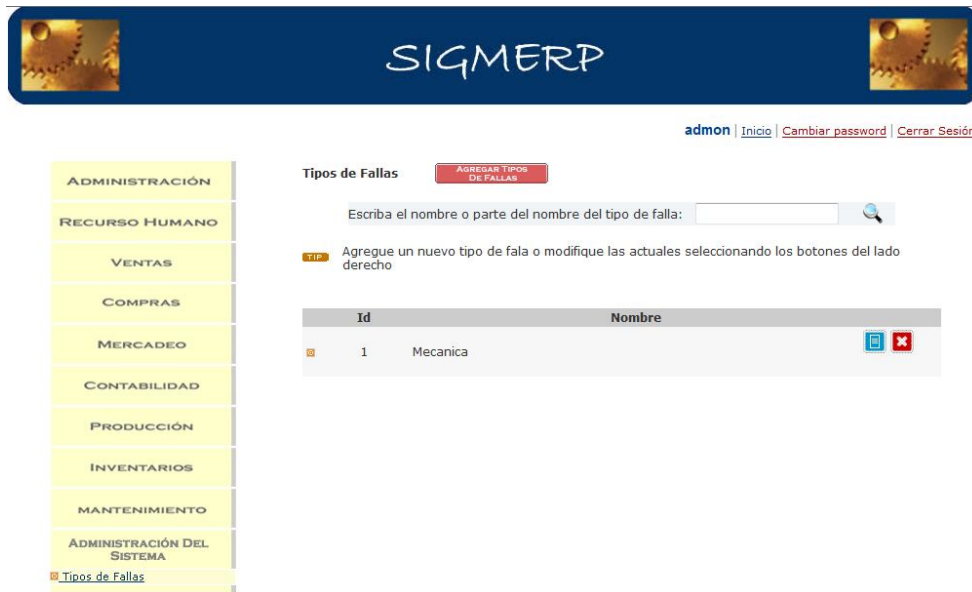 SIGMERP
admon | Inicio | Cambiar password | Cerrar Sesión
ADMINISTRACIÓN
RECURSO HUMANO
VENTAS
COMPRAS
MERCADEO
CONTABILIDAD
PRODUCCIÓN
INVENTARIOS
MANTENIMIENTO
ADMINISTRACIÓN DEL
SISTEMA
Tipos de Fallas
Tipos de Fallas
AGREGAR TIPOS
DE FALLAS
Escriba el nombre o parte del nombre del tipo de falla:
TIP
Agregue un nuevo tipo de fala o modifique las actuales seleccionando los botones del lado
derecho
Id Nombre
1 Mecanica